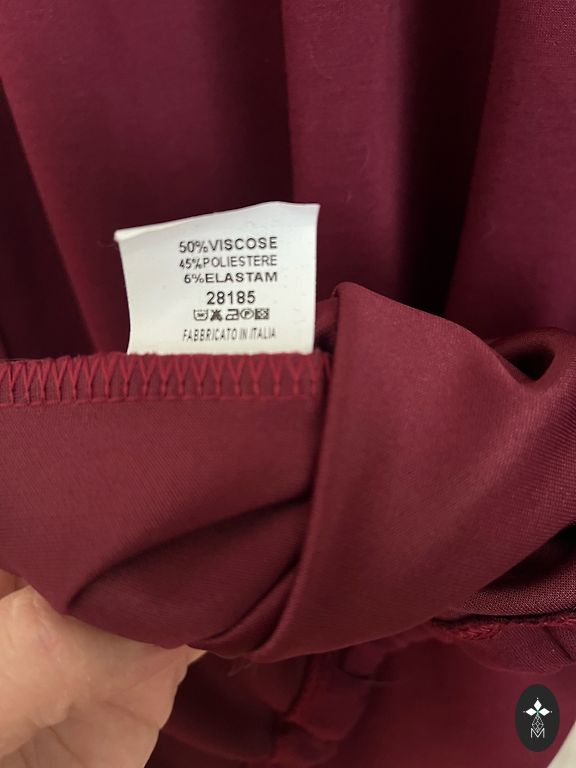 50%VISCOSE
45%POLIESTERE
6%ELASTAM
28185
FABBRICATO IN ITALIA
M